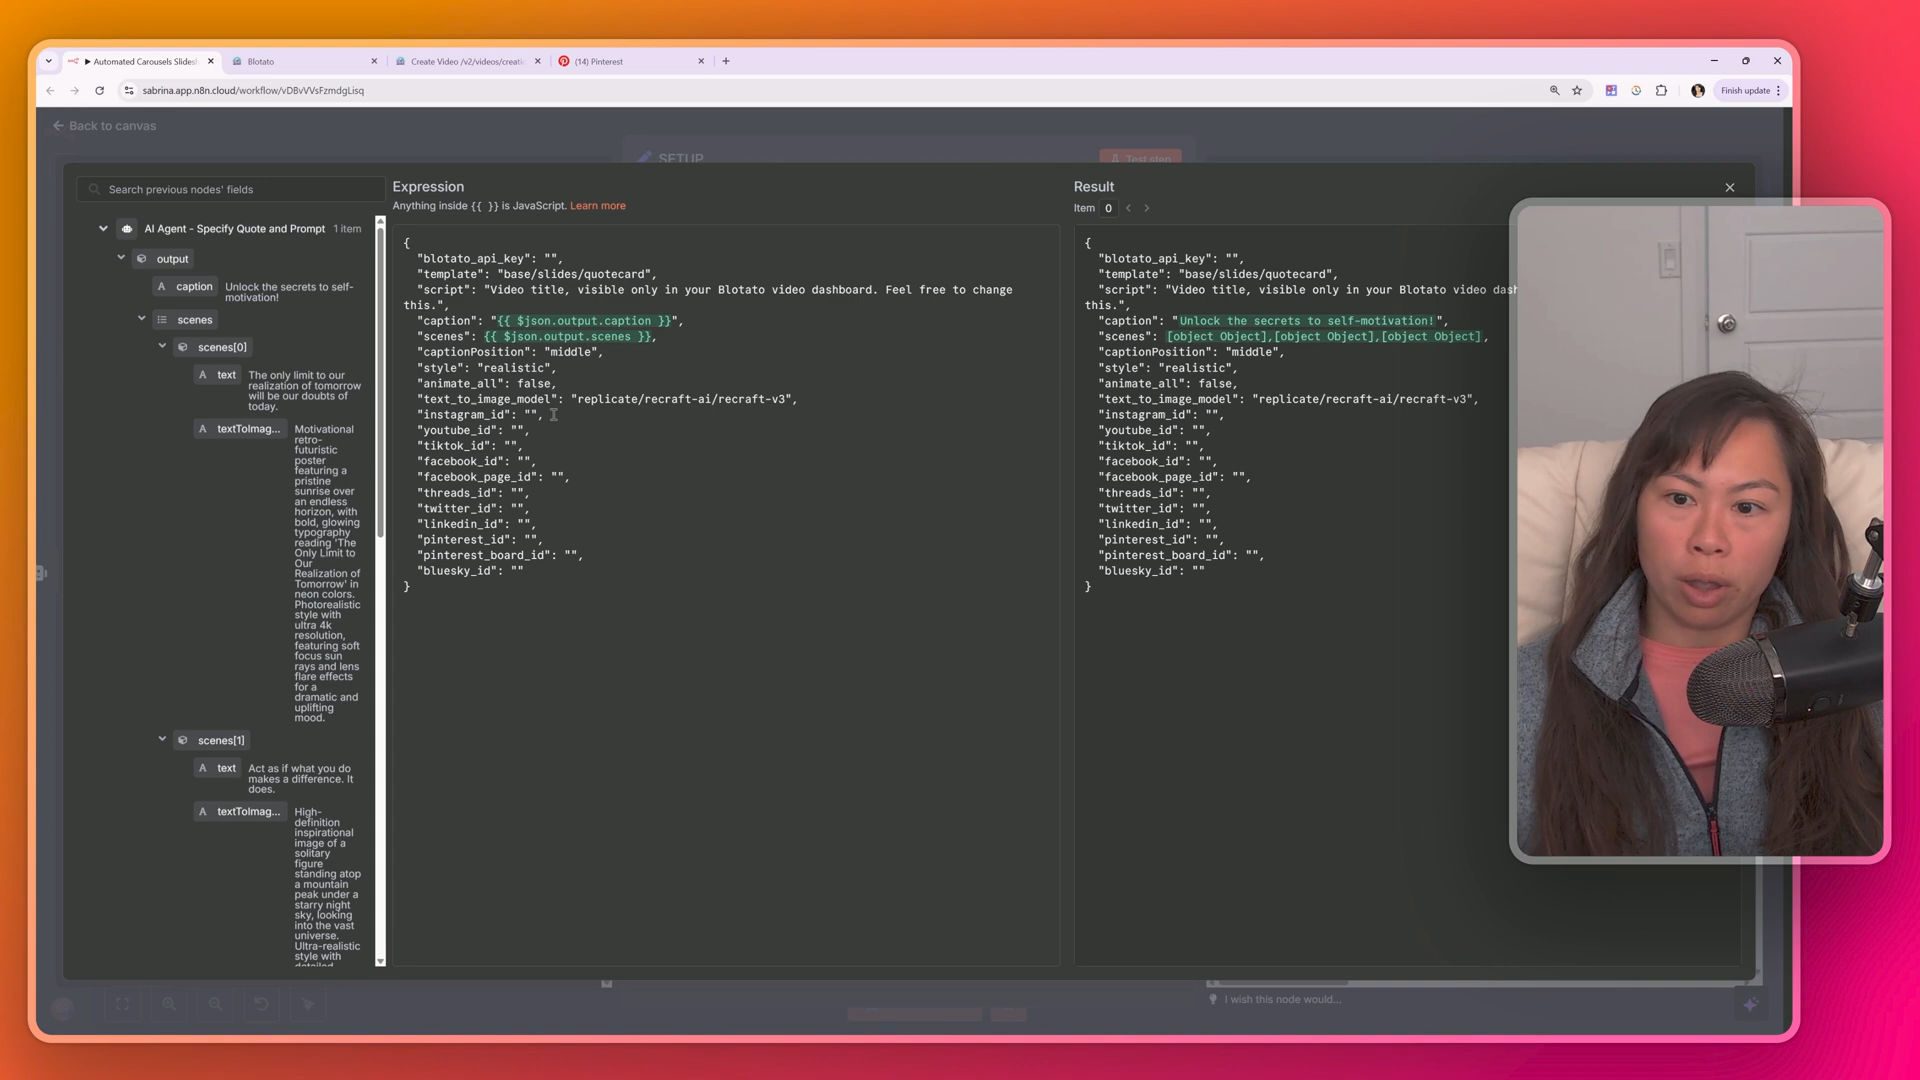 Automated Carousels Slidesh
Blotato
Create Video /v2/videos/creati
(14) Pinterest
sabrina.app.n8n.cloud/workflow/vDBvVVsFzmdgLisq
Finish update
Back to canvas
SETUP
Test step
Search previous nodes' fields
AI Agent - Specify Quote and Prompt 1 item
output
A caption Unlock the secrets to self-
motivation!
scenes
scenes[0]
A text The only limit to our
realization of tomorrow
will be our doubts of
today.
A textToImag... Motivational
retro-
futuristic
poster
featuring a
pristine
sunrise over
an endless
horizon, with
bold, glowing
typography
reading 'The
Only Limit to
Our
Realization of
Tomorrow' in
neon colors.
Photorealistic
style with
ultra 4k
resolution,
featuring soft
focus sun
rays and lens
flare effects
for a
dramatic and
uplifting
mood.
scenes[1]
A text Act as if what you do
makes a difference. It
does.
A textToImag... High-
definition
inspirational
image of a
solitary
figure
standing atop
a mountain
peak under a
starry night
sky, looking
into the vast
universe.
Ultra-realistic
style with
detailed
Expression
Anything inside {{ }} is JavaScript. Learn more
{
"blotato_api_key": "",
"template": "base/slides/quotecard",
"script": "Video title, visible only in your Blotato video dashboard. Feel free to change
this.",
"caption": "{{ $json.output.caption }}",
"scenes": {{ $json.output.scenes }},
"captionPosition": "middle",
"style": "realistic",
"animate_all": false,
"text_to_image_model": "replicate/recraft-ai/recraft-v3",
"instagram_id": "",
"youtube_id": "",
"tiktok_id": "",
"facebook_id": "",
"facebook_page_id": "",
"threads_id": "",
"twitter_id": "",
"linkedin_id": "",
"pinterest_id": "",
"pinterest_board_id": "",
"bluesky_id": ""
}
Result
Item 0
{
"blotato_api_key": "",
"template": "base/slides/quotecard",
"script": "Video title, visible only in your Blotato video dash
this.",
"caption": "Unlock the secrets to self-motivation!",
"scenes": [object Object],[object Object],[object Object],
"captionPosition": "middle",
"style": "realistic",
"animate_all": false,
"text_to_image_model": "replicate/recraft-ai/recraft-v3",
"instagram_id": "",
"youtube_id": "",
"tiktok_id": "",
"facebook_id": "",
"facebook_page_id": "",
"threads_id": "",
"twitter_id": "",
"linkedin_id": "",
"pinterest_id": "",
"pinterest_board_id": "",
"bluesky_id": ""
}
I wish this node would...